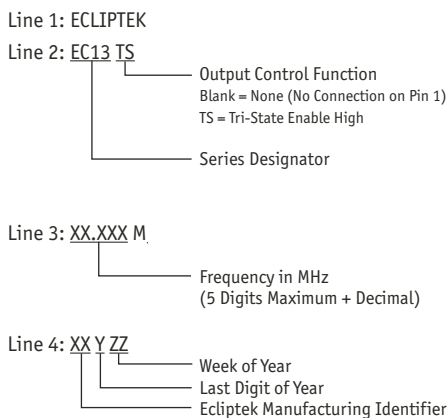 Line 1: ECLIPTEK
Line 2: EC13 TS
Output Control Function
Blank = None (No Connection on Pin 1)
TS = Tri-State Enable High
Series Designator
Line 3: XX.XXX M
Frequency in MHz
(5 Digits Maximum + Decimal)
Line 4: XX Y ZZ
Week of Year
Last Digit of Year
Ecliptek Manufacturing Identifier